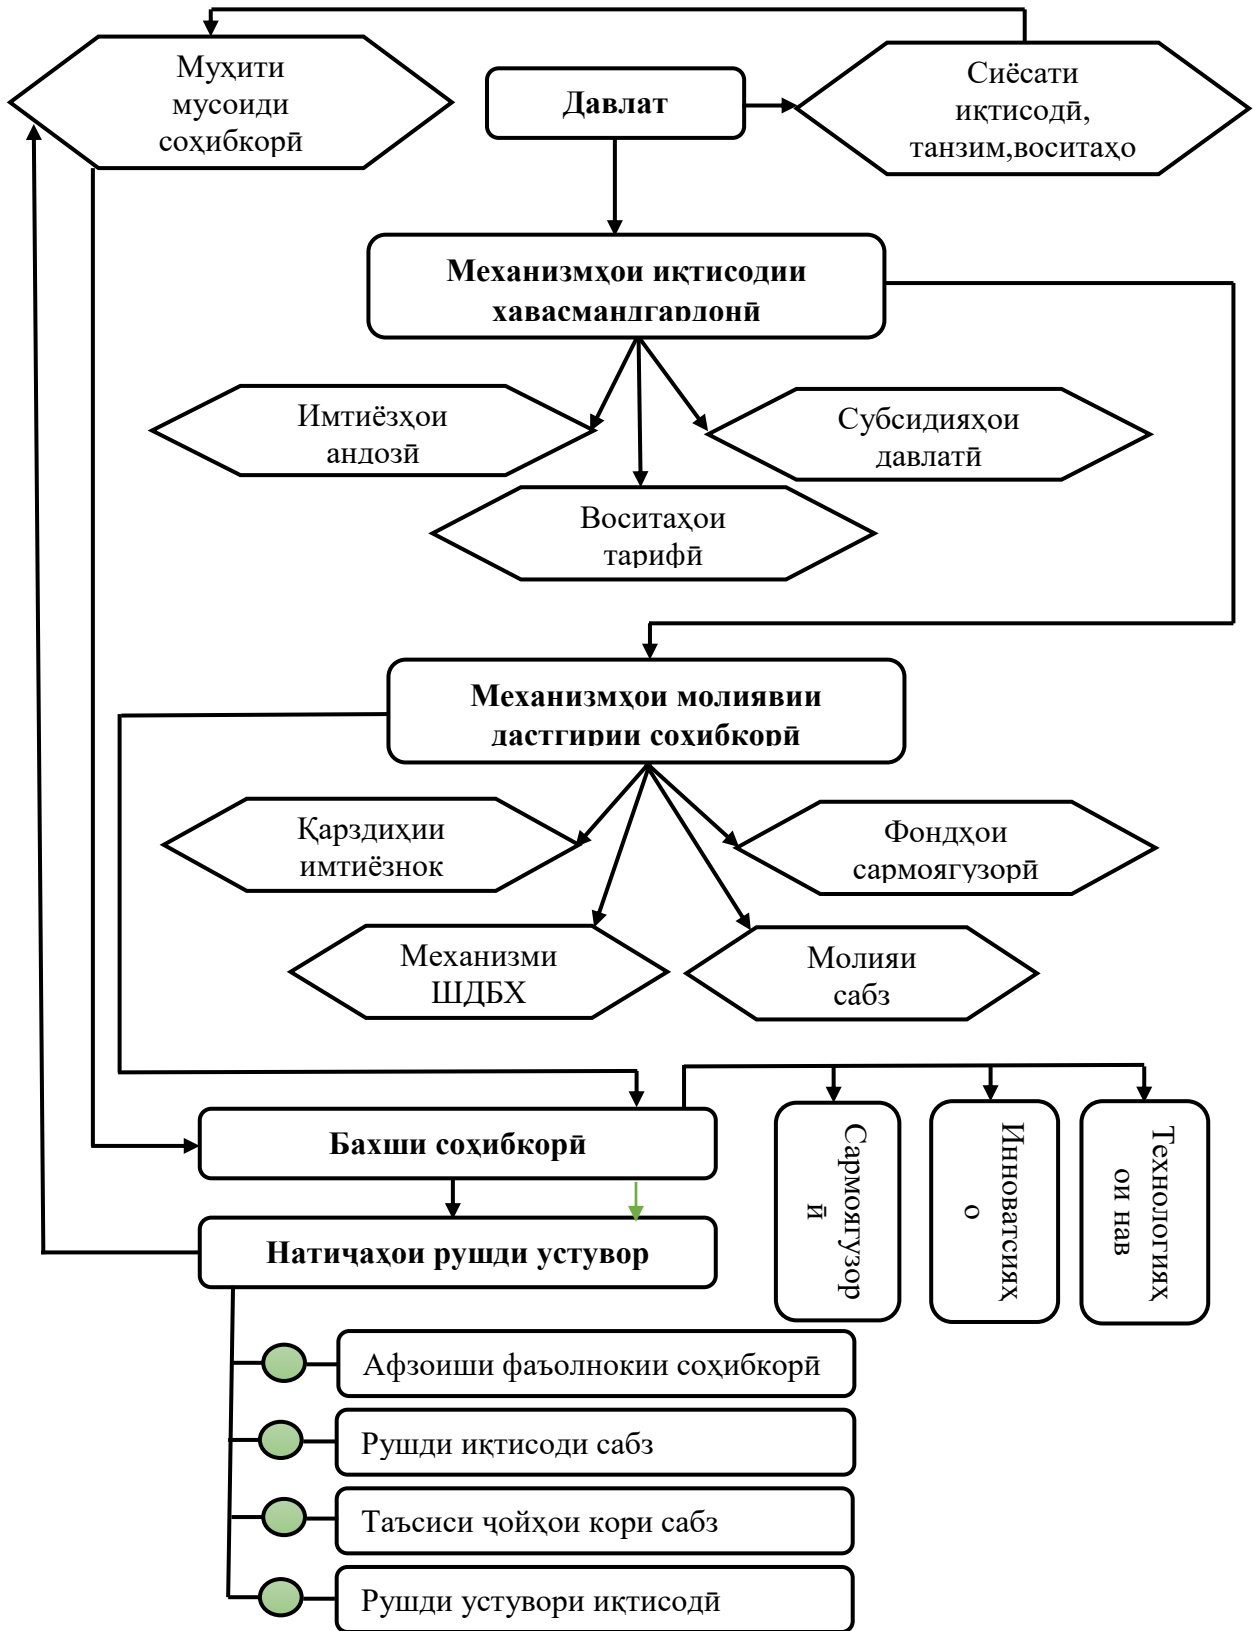 Муҳити
мусоиди
соҳибкорӣ
Давлат
Сиёсати
иқтисодӣ,
танзим,воситаҳо
Механизмҳои иқтисодии
ҳавасмандгардонӣ
Имтиёзҳои
андозӣ
Субсидияҳои
давлатӣ
Воситаҳои
тарифӣ
Механизмҳои молиявии
дастгирии соҳибкорӣ
Қарздиҳии
имтиёзнок
Фондҳои
сармоягузорӣ
Механизми
ШДБХ
Молияи
сабз
Бахши соҳибкорӣ
Сармоягузор
ӣ
Инноватсияҳ
о
Технологияҳ
ои нав
Натиҷаҳои рушди устувор
Афзоиши фаъолнокии соҳибкорӣ
Рушди иқтисоди сабз
Таъсиси ҷойҳои кори сабз
Рушди устувори иқтисодӣ